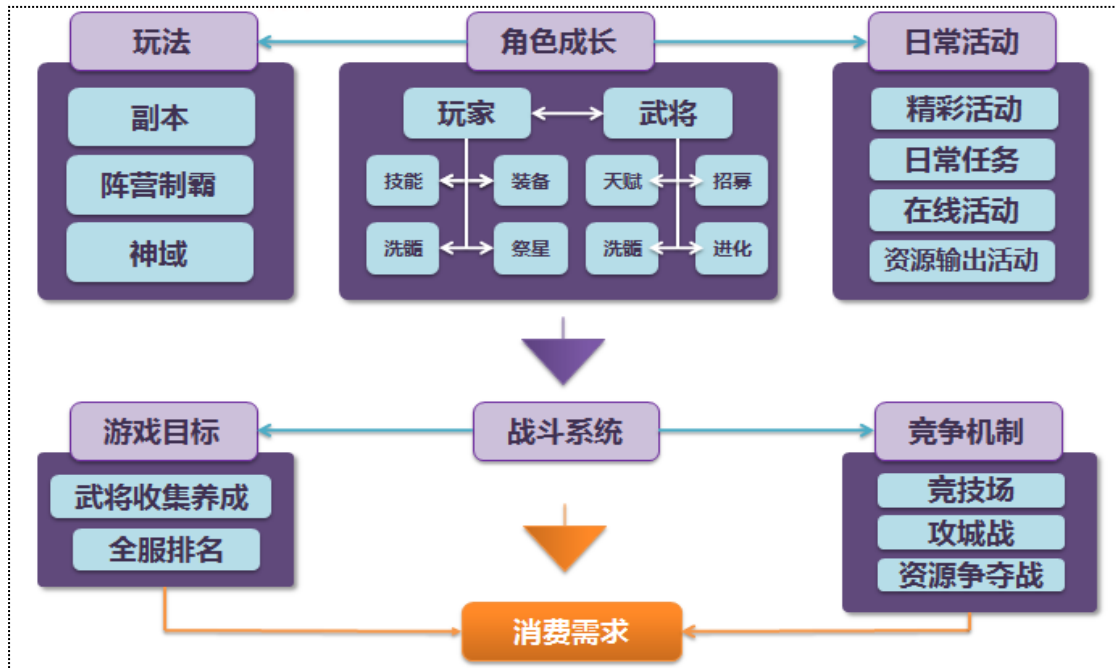 玩法
角色成长
日常活动
副本
阵营制霸
神域
玩家
武将
技能
装备
天赋
招募
洗髓
祭星
洗髓
进化
精彩活动
日常任务
在线活动
资源输出活动
游戏目标
战斗系统
竞争机制
武将收集养成
全服排名
竞技场
攻城战
资源争夺战
消费需求